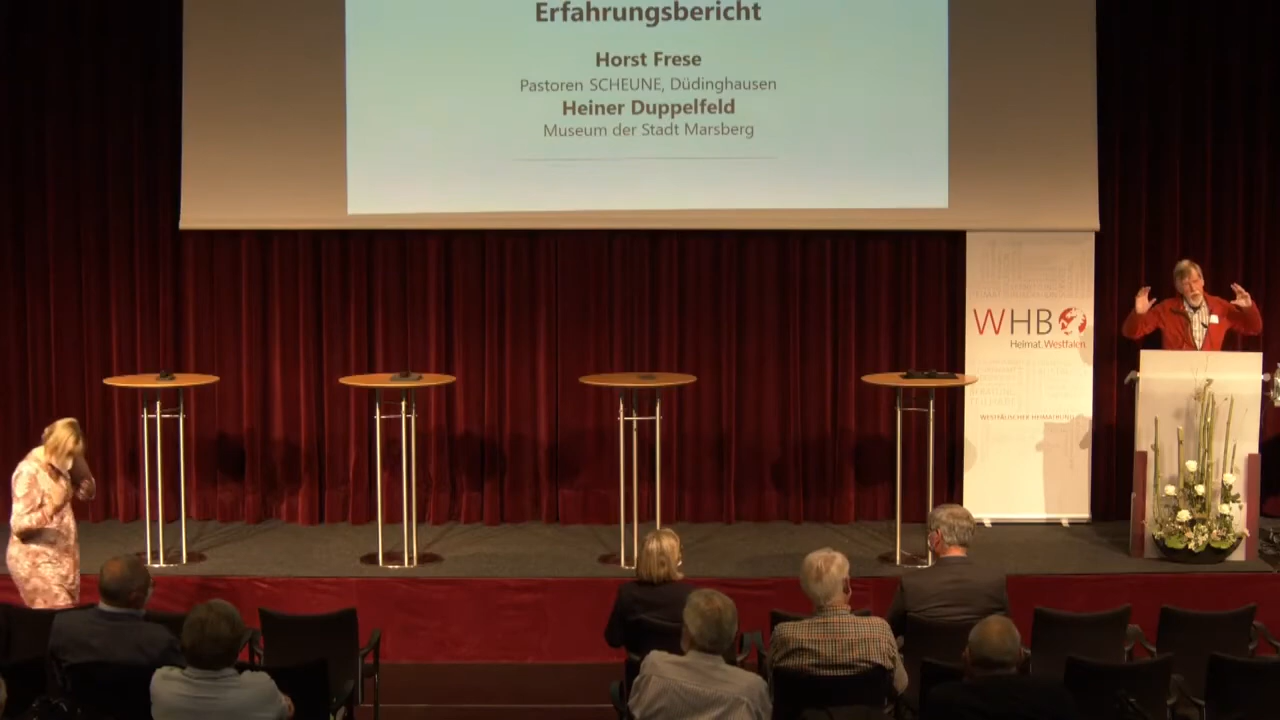 Erfahrungsbericht
Horst Frese
Pastoren SCHEUNE, Düdinghausen
Heiner Duppelfeld
Museum der Stadt Marsberg
WHB
Heimat. Westfalen
WESTFÄLISCHER HEIMATBUND